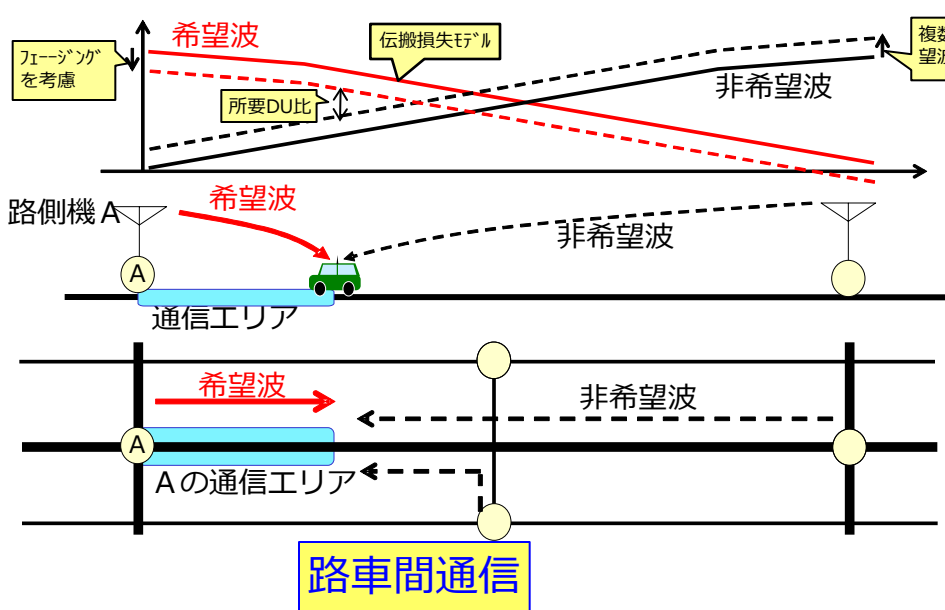 フェージング
を考慮
希望波
伝搬損失モデル
複数
望波
所要DU比
非希望波
路側機A
希望波
非希望波
A
通信エリア
希望波
非希望波
A
Aの通信エリア
路車間通信